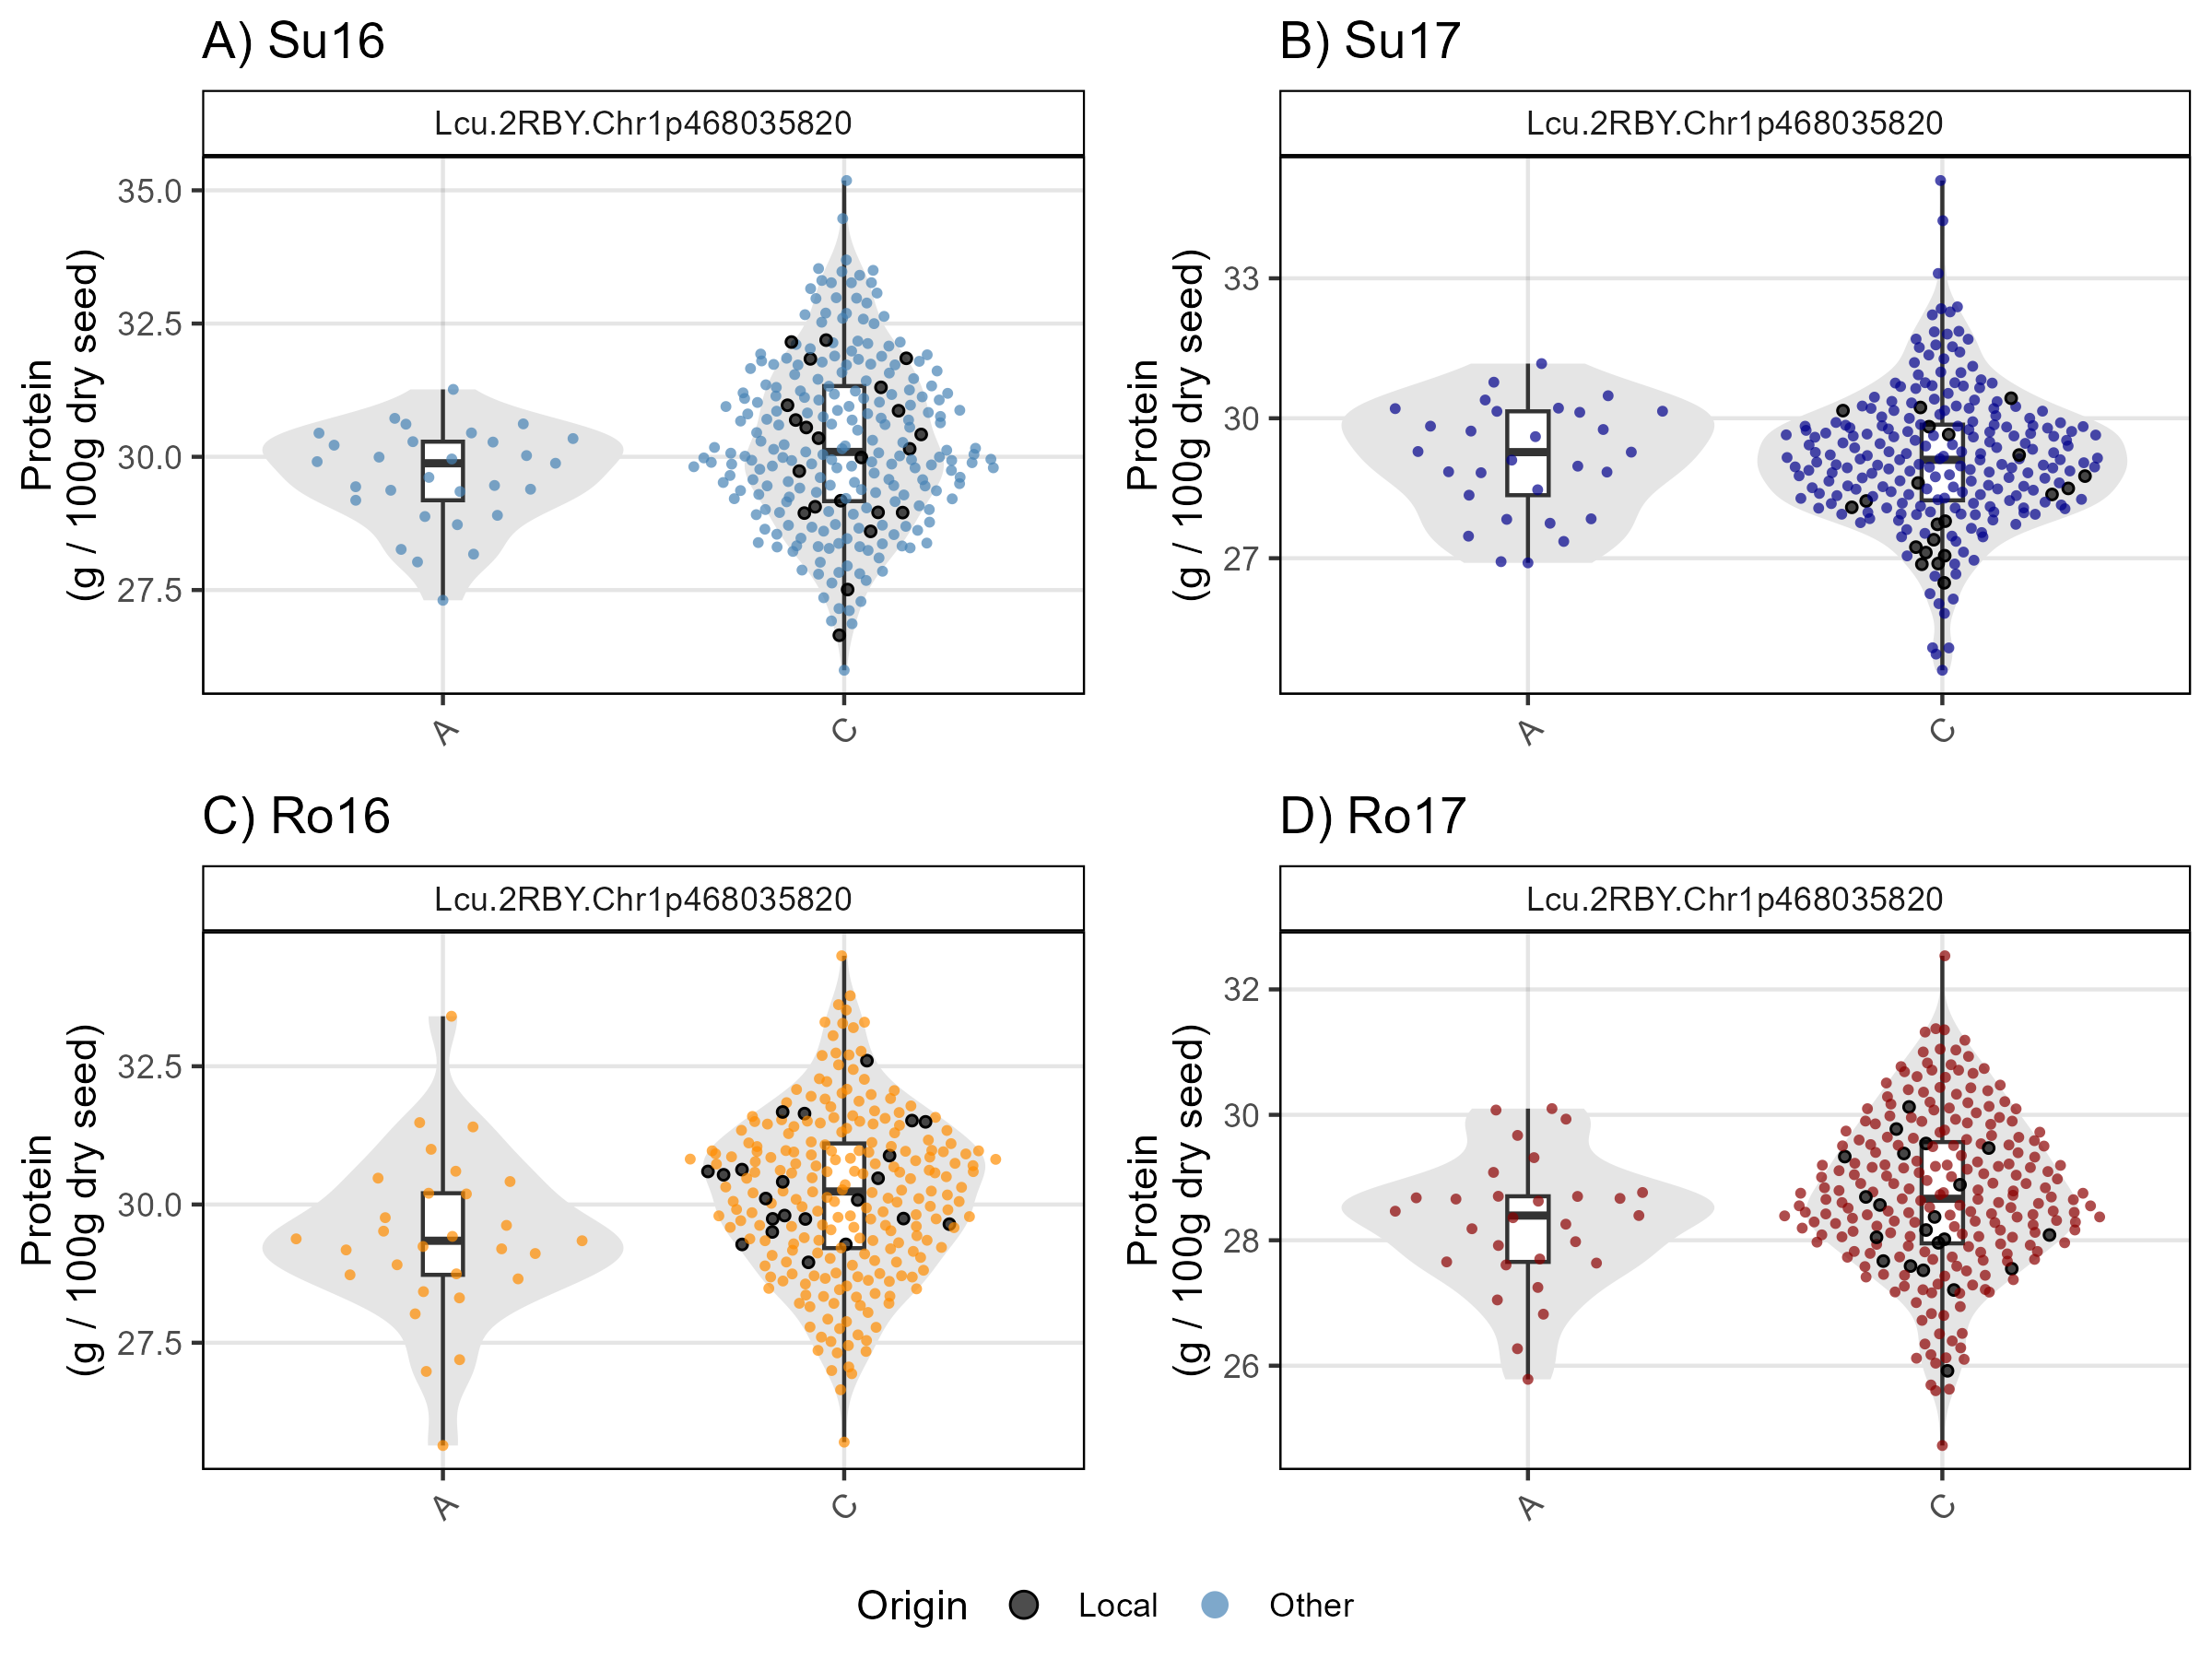 A) Su16
Lcu.2RBY.Chr1p468035820
Protein
(g / 100g dry seed)
35.0
32.5
30.0
27.5
A
C
B) Su17
Lcu.2RBY.Chr1p468035820
Protein
(g / 100g dry seed)
33
30
27
A
C
C) Ro16
Lcu.2RBY.Chr1p468035820
Protein
(g / 100g dry seed)
32.5
30.0
27.5
A
C
D) Ro17
Lcu.2RBY.Chr1p468035820
Protein
(g / 100g dry seed)
32
30
28
26
A
C
Origin Local Other